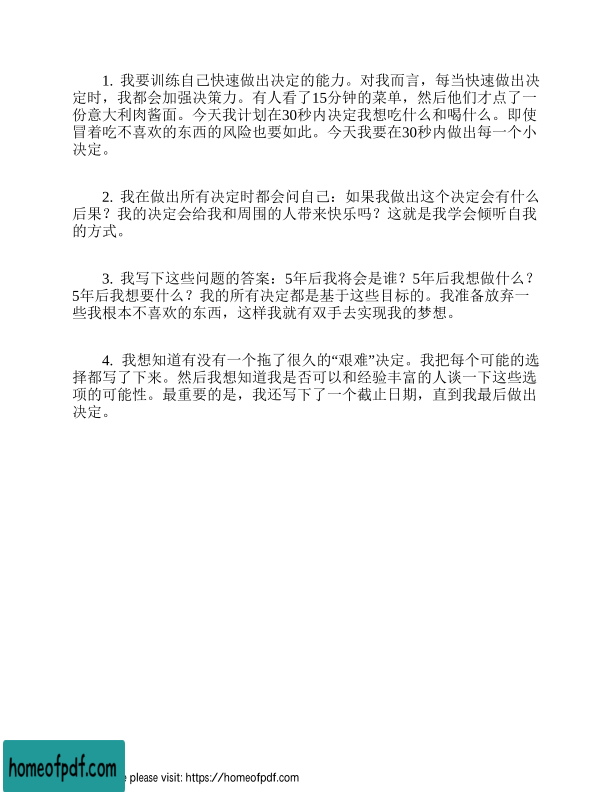 1. 我要训练自己快速做出决定的能力。对我而言，每当快速做出决
定时，我都会加强决策力。有人看了15分钟的菜单，然后他们才点了一
份意大利肉酱面。今天我计划在30秒内决定我想吃什么和喝什么。即使
冒着吃不喜欢的东西的风险也要如此。今天我要在30秒内做出每一个小
决定。
2. 我在做出所有决定时都会问自己：如果我做出这个决定会有什么
后果？我的决定会给我和周围的人带来快乐吗？这就是我学会倾听自我
的方式。
3. 我写下这些问题的答案：5年后我将会是谁？5年后我想做什么？
5年后我想要什么？我的所有决定都是基于这些目标的。我准备放弃一
些我根本不喜欢的东西，这样我就有双手去实现我的梦想。
4. 我想知道有没有一个拖了很久的“艰难”决定。我把每个可能的选
择都写了下来。然后我想知道我是否可以和经验丰富的人谈一下这些选
项的可能性。最重要的是，我还写下了一个截止日期，直到我最后做出
决定。
homeofpdf.com
please visit: https://homeofpdf.com